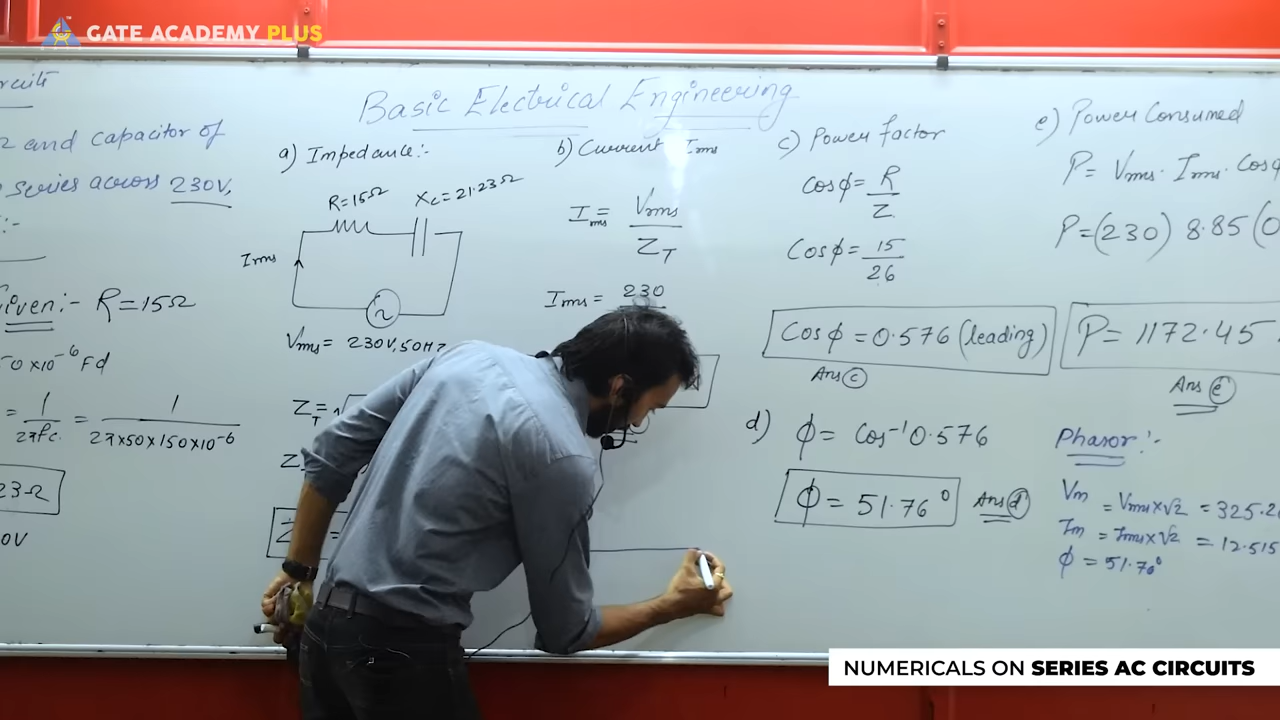 GATE ACADEMY PLUS
Basic Electrical Engineering
rcuits
Ω and capacitor of
series across 230V,
:-
Given:- R=15Ω
50×10⁻⁶ Fd
= 1/2πfc = 1/2π×50×150×10⁻⁶
23Ω
0V
a) Impedance:-
R=15Ω Xc=21.23Ω
Irms
Vrms = 230V, 50Hz
Z_T = √
Z
Z =
b) Current Irms
Irms = Vrms/Z_T
Irms = 230
c) Power factor
Cosφ = R/Z
Cosφ = 15/26
Cosφ = 0.576 (leading)
Ans (c)
d) φ = Cos⁻¹ 0.576
φ = 51.76° Ans (d)
e) Power Consumed
P = Vrms. Irms. Cosφ
P = (230) 8.85 (0
P = 1172.45
Ans (e)
Phasor:-
Vm = Vrms×√2 = 325.2
Im = Irms×√2 = 12.515
φ = 51.76°
NUMERICALS ON SERIES AC CIRCUITS